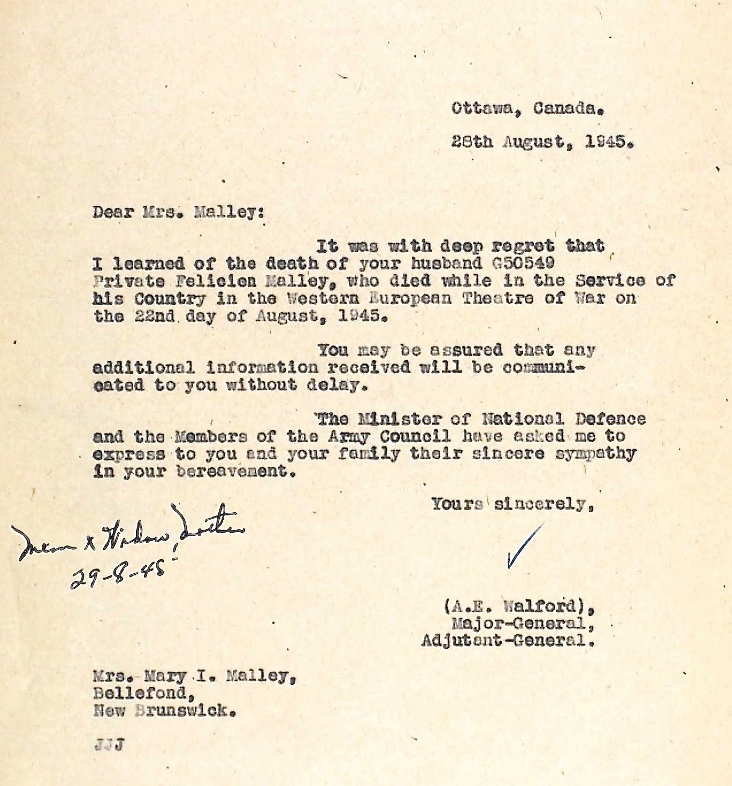 Ottawa, Canada.
28th August, 1945.
Dear Mrs. Malley:
It was with deep regret that
I learned of the death of your husband G50549
Private Felicien Malley, who died while in the Service of
his Country in the Western European Theatre of War on
the 22nd day of August, 1945.
You may be assured that any
additional information received will be communi-
cated to you without delay.
The Minister of National Defence
and the Members of the Army Council have asked me to
express to you and your family their sincere sympathy
in your bereavement.
Yours sincerely,
x Widow, Mother
29-8-45
(A.E. Walford),
Major-General,
Adjutant-General.
Mrs. Mary I. Malley,
Bellefond,
New Brunswick.
JJJ